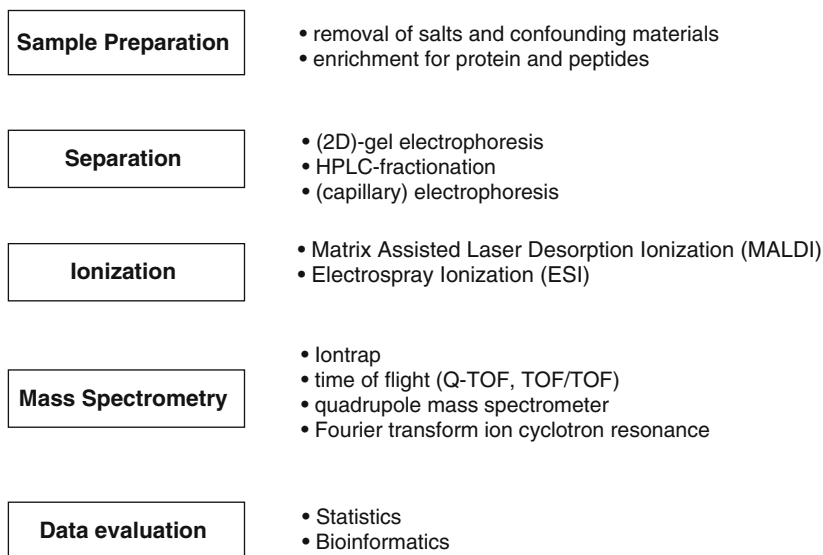 Sample Preparation
• removal of salts and confounding materials
• enrichment for protein and peptides
Separation
• (2D)-gel electrophoresis
• HPLC-fractionation
• (capillary) electrophoresis
Ionization
• Matrix Assisted Laser Desorption Ionization (MALDI)
• Electrospray Ionization (ESI)
Mass Spectrometry
• Iontrap
• time of flight (Q-TOF, TOF/TOF)
• quadrupole mass spectrometer
• Fourier transform ion cyclotron resonance
Data evaluation
• Statistics
• Bioinformatics